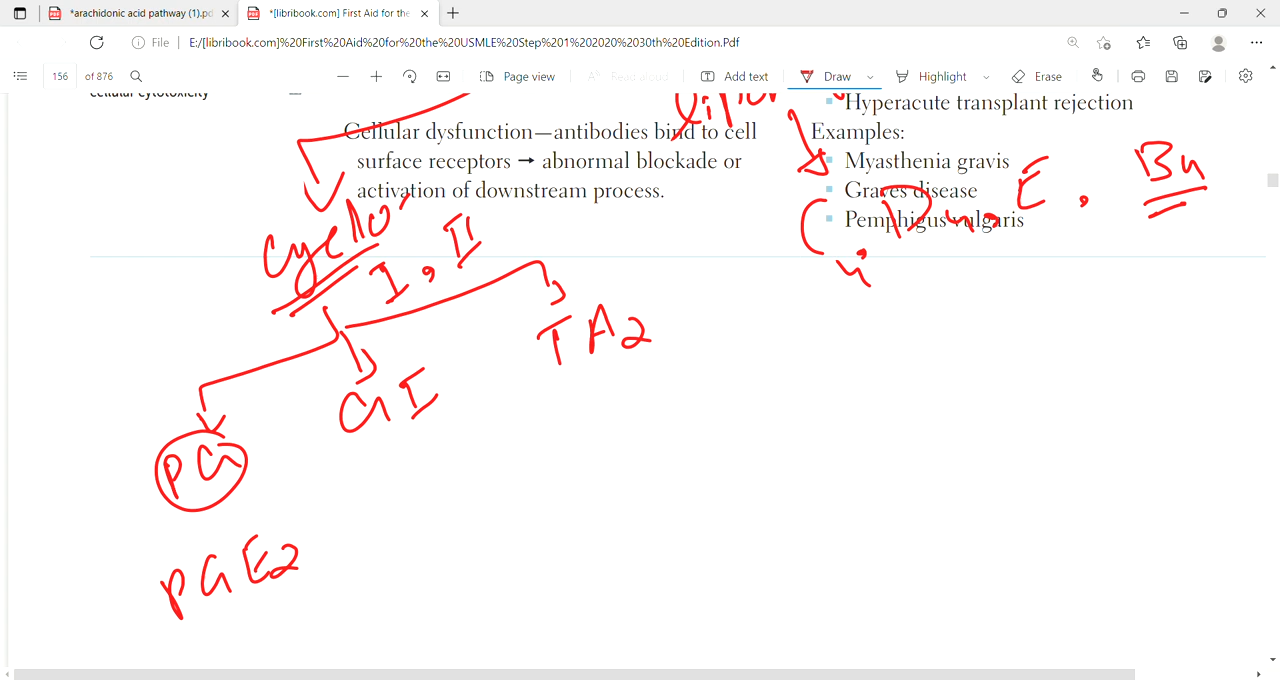 *arachidonic acid pathway (1).pd
*[libribook.com] First Aid for the
File E:/[libribook.com]%20First%20Aid%20for%20the%20USMLE%20Step%201%202020%2030th%20Edition.Pdf
156 of 876 Page view Read aloud Add text Draw Highlight Erase
cellular cytotoxicity
Cellular dysfunction—antibodies bind to cell
surface receptors → abnormal blockade or
activation of downstream process.
Hyperacute transplant rejection
Examples:
Myasthenia gravis
Graves disease
Pemphigus vulgaris
E, B4
Cyclo
I, II
TA2
GI
PG
PGE2